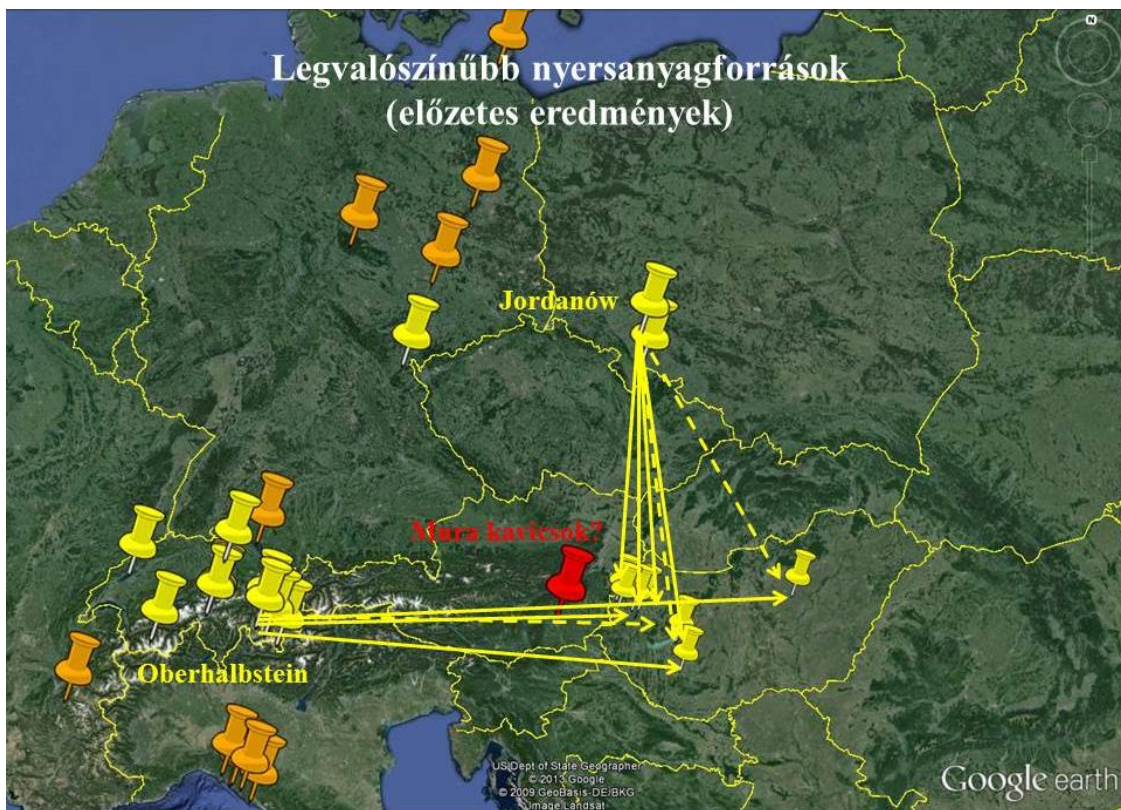 N
Legvalószínűbb nyersanyagforrások
(előzetes eredmények)
Jordanów
Mura kavicsok?
Oberhalbstein
US Dept of State Geographer
© 2013 Google
© 2009 GeoBasis-DE/BKG
Image Landsat
Google earth